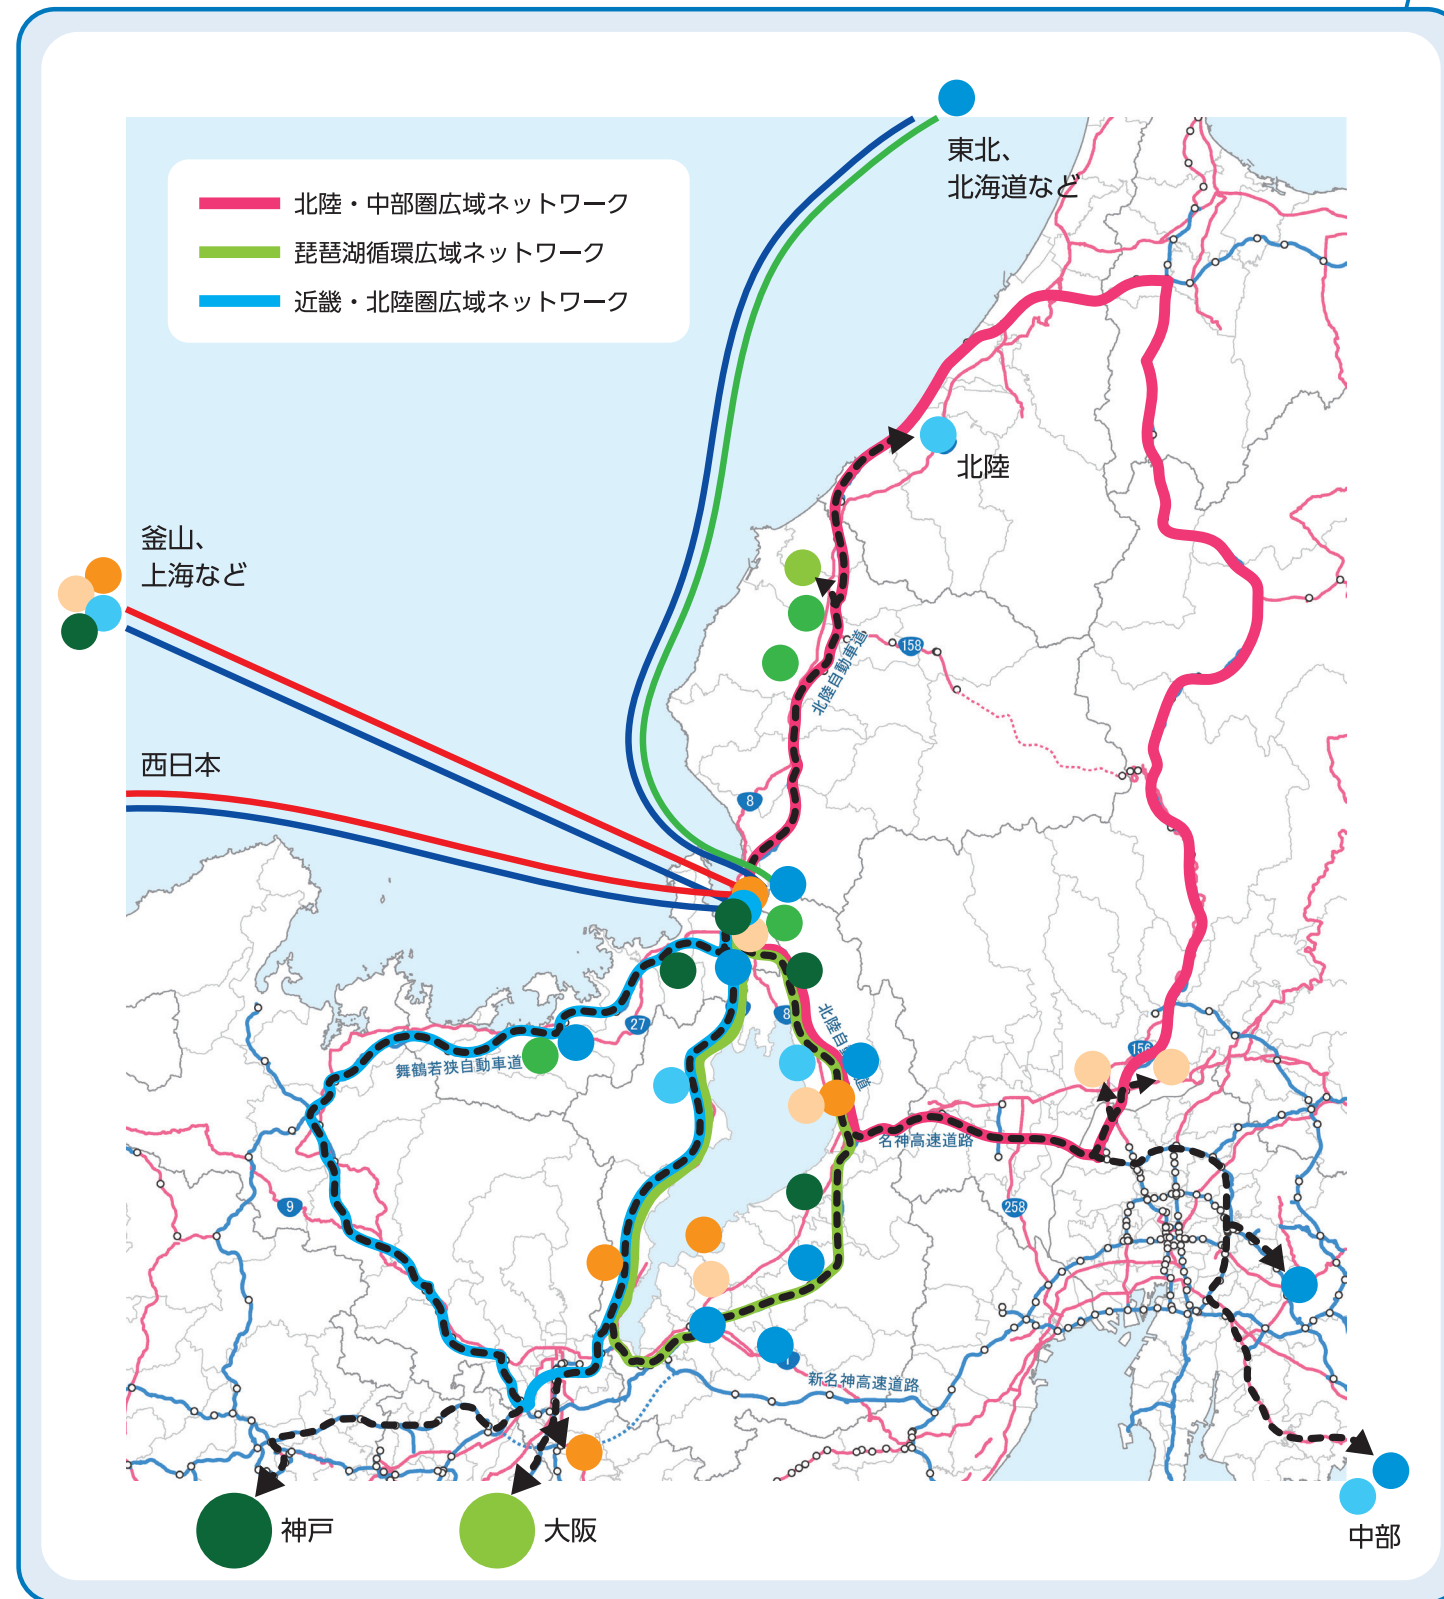 東北、
北海道など
北陸・中部圏広域ネットワーク
琵琶湖循環広域ネットワーク
近畿・北陸圏広域ネットワーク
北陸
釜山、
上海など
158
北陸自動車道
西日本
8
8
27
北陸自動車道
156
舞鶴若狭自動車道
名神高速道路
9
258
新名神高速道路
神戸
大阪
中部